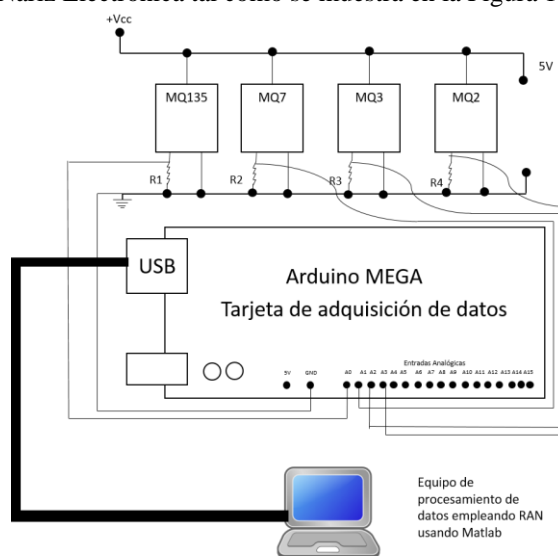 Nariz Electrónica tal como se muestra en la Figura 1
+Vcc
5V
MQ135 MQ7 MQ3 MQ2
R1 R2 R3 R4
USB
Arduino MEGA
Tarjeta de adquisición de datos
Entradas Analógicas
5V GND A0 A1 A2 A3 A4 A5 A6 A7 A8 A9 A10 A11 A12 A13 A14 A15
Equipo de
procesamiento de
datos empleando RAN
usando Matlab